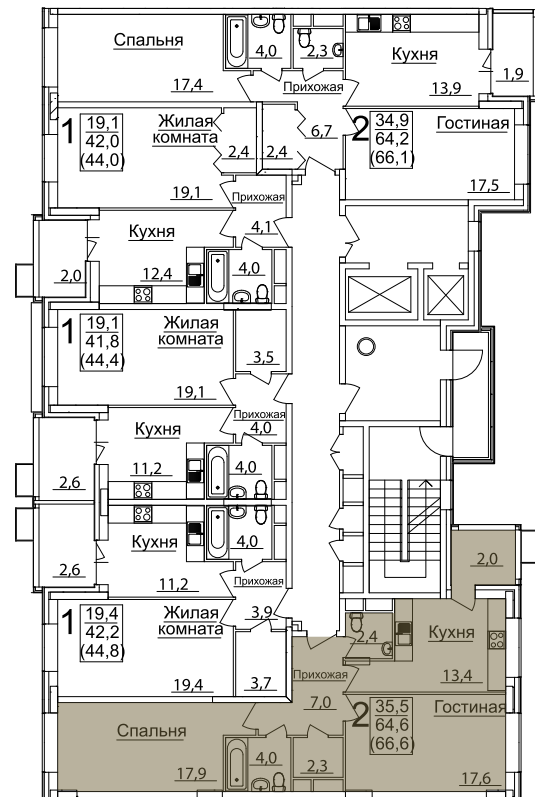 Спальня
17,4
4,0
2,3
Прихожая
Кухня
13,9
1,9
1
19,1
42,0
(44,0)
Жилая
комната
19,1
2,4
2,4
6,7
2
34,9
64,2
(66,1)
Гостиная
17,5
Прихожая
4,1
Кухня
12,4
2,0
4,0
1
19,1
41,8
(44,4)
Жилая
комната
19,1
3,5
Прихожая
4,0
Кухня
11,2
2,6
4,0
2,6
11,2
Кухня
4,0
Прихожая
3,9
1
19,4
42,2
(44,8)
Жилая
комната
19,4
3,7
2,0
2,4
Кухня
13,4
Прихожая
7,0
2
35,5
64,6
(66,6)
Гостиная
17,6
Спальня
17,9
4,0
2,3